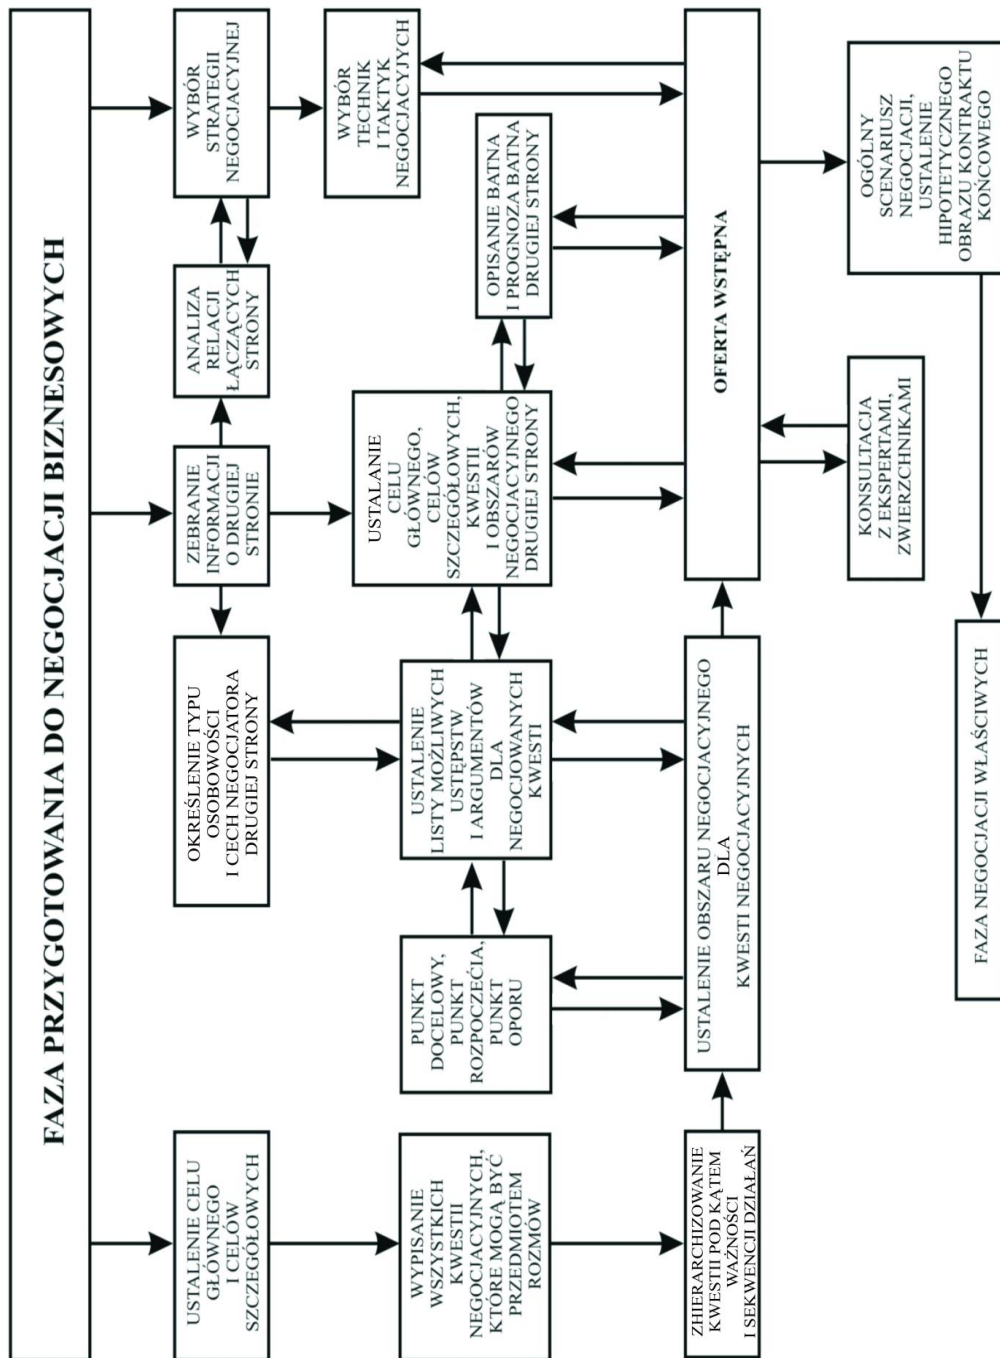 FAZA PRZYGOTOWANIA DO NEGOCJACJI BIZNESOWYCH
USTALENIE CELU
GŁÓWNEGO
I CELÓW
SZCZEGÓŁOWYCH
OKREŚLENIE TYPU
OSOBOWOŚCI
I CECH NEGOCJATORA
DRUGIEJ STRONY
ZEBRANIE
INFORMACJI
O DRUGIEJ
STRONIE
ANALIZA
RELACJI
ŁĄCZĄCYCH
STRONY
WYBÓR
STRATEGII
NEGOCJACYJNEJ
WYPISANIE
WSZYSTKICH
KWESTII
NEGOCJACYJNYCH,
KTÓRE MOGĄ BYĆ
PRZEDMIOTEM
ROZMÓW
PUNKT
DOCELOWY,
PUNKT
ROZPOCZEĆIA,
PUNKT
OPORU
USTALENIE
LISTY MOŻLIWYCH
USTĘPSTW
I ARGUMENTÓW
DLA
NEGOCJOWANYCH
KWESTI
USTALANIE
CELU
GŁÓWNEGO,
CELÓW
SZCZEGÓŁOWYCH,
KWESTII
I OBSZARÓW
NEGOCJACYJNEGO
DRUGIEJ STRONY
OPISANIE BATNA
I PROGNOZA BATNA
DRUGIEJ STRONY
WYBÓR
TECHNIK
I TAKTYK
NEGOCJACYJYCH
ZHIERARCHIZOWANIE
KWESTII POD KĄTEM
WAŻNOŚCI
I SEKWENCJI DZIAŁAŃ
USTALENIE OBSZARU NEGOCJACYJNEGO
DLA
KWESTI NEGOCJACYJNYCH
OFERTA WSTĘPNA
KONSULTACJA
Z EKSPERTAMI,
ZWIERZCHNIKAMI
OGÓLNY
SCENARIUSZ
NEGOCJACJI,
USTALENIE
HIPOTETYCZNEGO
OBRAZU KONTRAKTU
KOŃCOWEGO
FAZA NEGOCJACJI WŁAŚCIWYCH